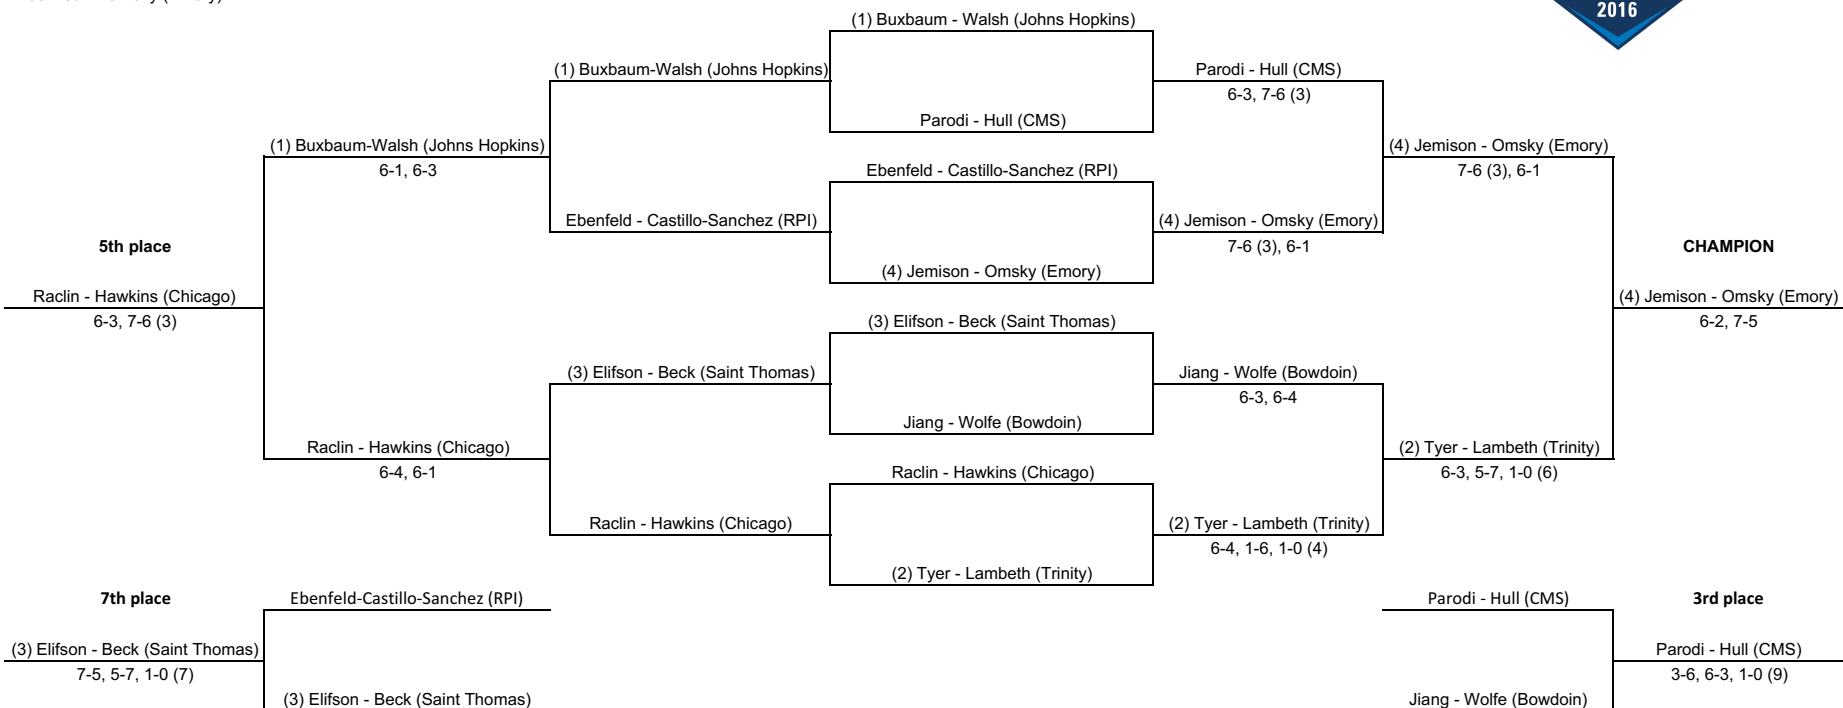 2016
(1) Buxbaum - Walsh (Johns Hopkins)
(1) Buxbaum-Walsh (Johns Hopkins)
Parodi - Hull (CMS)
6-3, 7-6 (3)
Parodi - Hull (CMS)
(1) Buxbaum-Walsh (Johns Hopkins)
6-1, 6-3
(4) Jemison - Omsky (Emory)
7-6 (3), 6-1
Ebenfeld - Castillo-Sanchez (RPI)
Ebenfeld - Castillo-Sanchez (RPI)
(4) Jemison - Omsky (Emory)
7-6 (3), 6-1
5th place
CHAMPION
(4) Jemison - Omsky (Emory)
Raclin - Hawkins (Chicago)
6-3, 7-6 (3)
(4) Jemison - Omsky (Emory)
6-2, 7-5
(3) Elifson - Beck (Saint Thomas)
(3) Elifson - Beck (Saint Thomas)
Jiang - Wolfe (Bowdoin)
6-3, 6-4
Jiang - Wolfe (Bowdoin)
Raclin - Hawkins (Chicago)
6-4, 6-1
(2) Tyer - Lambeth (Trinity)
6-3, 5-7, 1-0 (6)
Raclin - Hawkins (Chicago)
Raclin - Hawkins (Chicago)
(2) Tyer - Lambeth (Trinity)
6-4, 1-6, 1-0 (4)
(2) Tyer - Lambeth (Trinity)
7th place
Ebenfeld-Castillo-Sanchez (RPI)
Parodi - Hull (CMS)
3rd place
(3) Elifson - Beck (Saint Thomas)
7-5, 5-7, 1-0 (7)
Parodi - Hull (CMS)
3-6, 6-3, 1-0 (9)
(3) Elifson - Beck (Saint Thomas)
Jiang - Wolfe (Bowdoin)